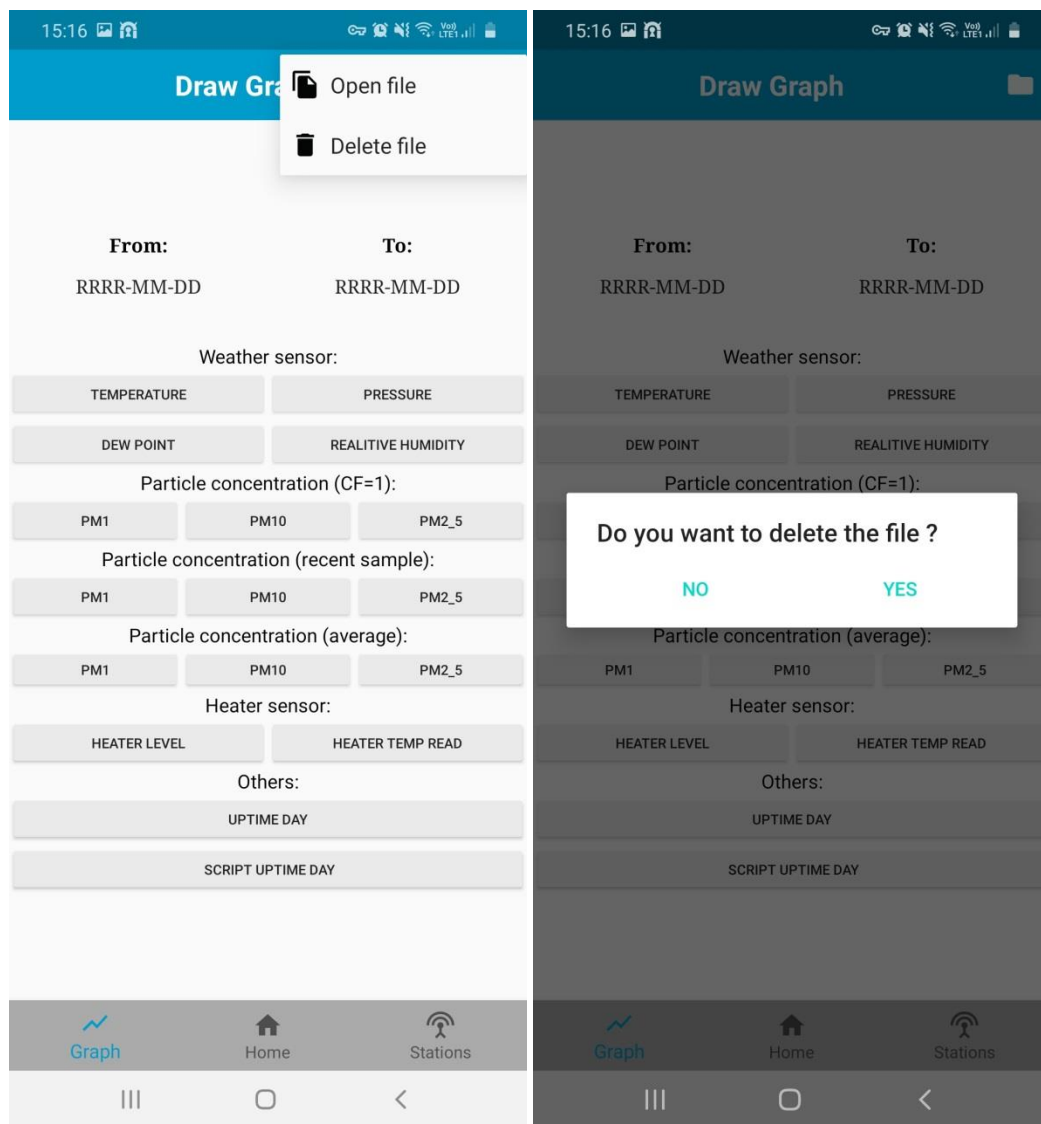 15:16
Draw Gra
Open file
Delete file
From: To:
RRRR-MM-DD RRRR-MM-DD
Weather sensor:
TEMPERATURE PRESSURE
DEW POINT REALITIVE HUMIDITY
Particle concentration (CF=1):
PM1 PM10 PM2_5
Particle concentration (recent sample):
PM1 PM10 PM2_5
Particle concentration (average):
PM1 PM10 PM2_5
Heater sensor:
HEATER LEVEL HEATER TEMP READ
Others:
UPTIME DAY
SCRIPT UPTIME DAY
Graph Home Stations
15:16
Draw Graph
From: To:
RRRR-MM-DD RRRR-MM-DD
Weather sensor:
TEMPERATURE PRESSURE
DEW POINT REALITIVE HUMIDITY
Particle concentration (CF=1):
Do you want to delete the file ?
NO YES
Particle concentration (average):
PM1 PM10 PM2_5
Heater sensor:
HEATER LEVEL HEATER TEMP READ
Others:
UPTIME DAY
SCRIPT UPTIME DAY
Graph Home Stations